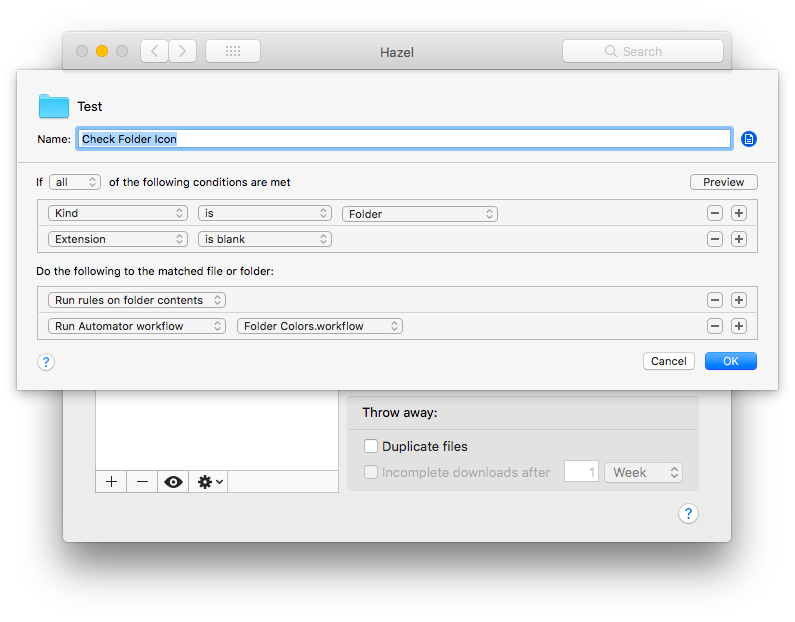 Hazel
Search
Test
Name: Check Folder Icon
If all of the following conditions are met Preview
Kind is Folder
Extension is blank
Do the following to the matched file or folder:
Run rules on folder contents
Run Automator workflow Folder Colors.workflow
? Cancel OK
Throw away:
Duplicate files
Incomplete downloads after 1 Week
?